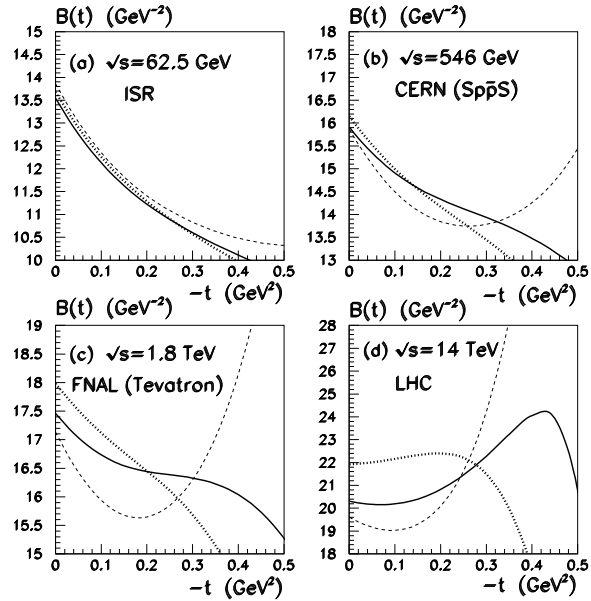 B(t) (GeV⁻²)
15
14.5
14
13.5
13
12.5
12
11.5
11
10.5
10
(a) √s=62.5 GeV
ISR
0 0.1 0.2 0.3 0.4 0.5
−t (GeV²)
B(t) (GeV⁻²)
18
17.5
17
16.5
16
15.5
15
14.5
14
13.5
13
(b) √s=546 GeV
CERN (Spp̄S)
0 0.1 0.2 0.3 0.4 0.5
−t (GeV²)
B(t) (GeV⁻²)
19
18.5
18
17.5
17
16.5
16
15.5
15
(c) √s=1.8 TeV
FNAL (Tevatron)
0 0.1 0.2 0.3 0.4 0.5
−t (GeV²)
B(t) (GeV⁻²)
28
27
26
25
24
23
22
21
20
19
18
(d) √s=14 TeV
LHC
0 0.1 0.2 0.3 0.4 0.5
−t (GeV²)